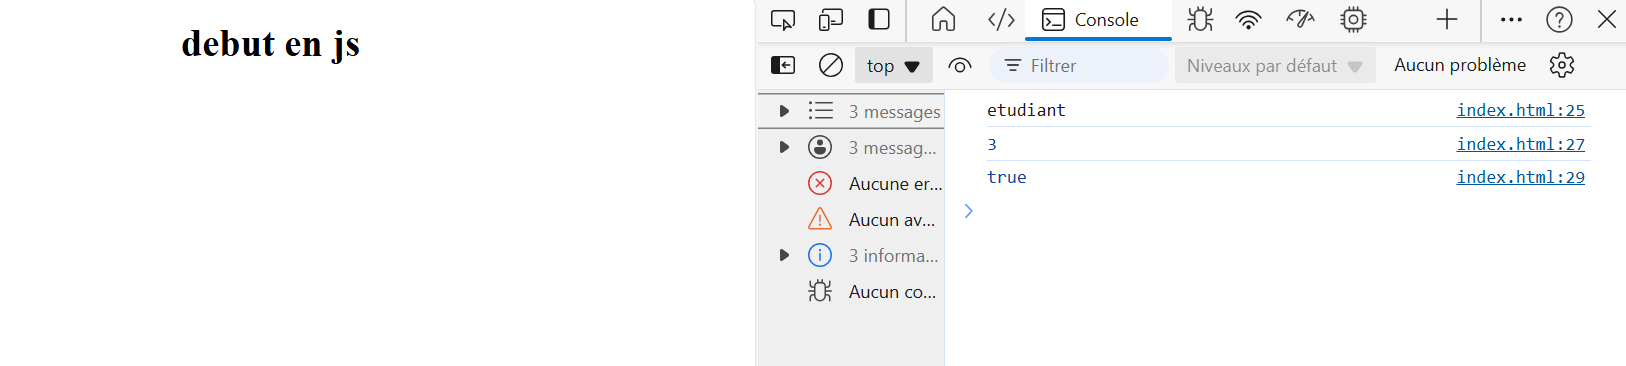 debut en js
Console
top
Filtrer
Niveaux par défaut
Aucun problème
3 messages
3 messag...
Aucune er...
Aucun av...
3 informa...
Aucun co...
etudiant index.html:25
3 index.html:27
true index.html:29